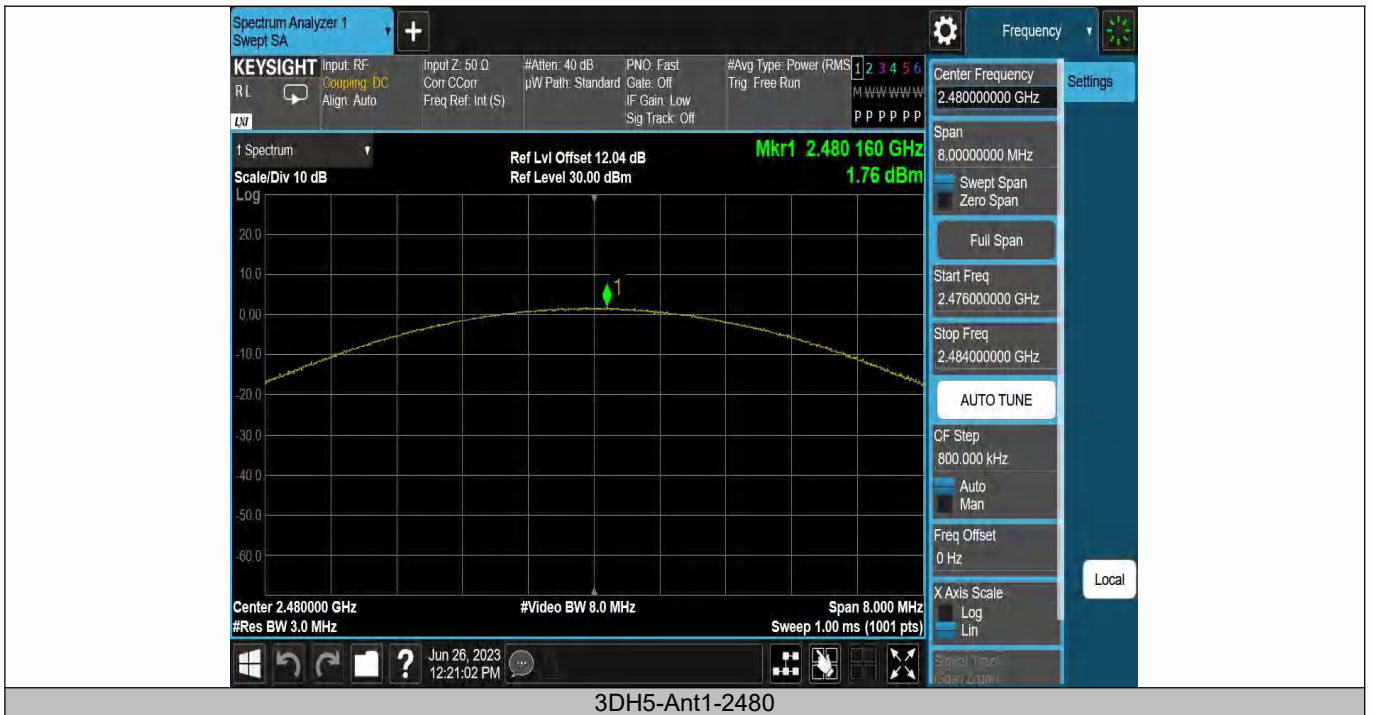 Spectrum Analyzer 1
Swept SA
+
Frequency
KEYSIGHT
RL
LXI
Input: RF
Coupling: DC
Align: Auto
Input Z: 50 Ω
Corr CCorr
Freq Ref: Int (S)
#Atten: 40 dB
µW Path: Standard
PNO: Fast
Gate: Off
IF Gain: Low
Sig Track: Off
#Avg Type: Power (RMS
Trig: Free Run
1 2 3 4 5 6
M W W W W W
P P P P P P
1 Spectrum
Scale/Div 10 dB
Log
Ref Lvl Offset 12.04 dB
Ref Level 30.00 dBm
Mkr1 2.480 160 GHz
1.76 dBm
20.0
10.0
0.00
-10.0
-20.0
-30.0
-40.0
-50.0
-60.0
1
Center 2.480000 GHz
#Res BW 3.0 MHz
#Video BW 8.0 MHz
Span 8.000 MHz
Sweep 1.00 ms (1001 pts)
Jun 26, 2023
12:21:02 PM
?
Center Frequency
2.480000000 GHz
Settings
Span
8.00000000 MHz
Swept Span
Zero Span
Full Span
Start Freq
2.476000000 GHz
Stop Freq
2.484000000 GHz
AUTO TUNE
CF Step
800.000 kHz
Auto
Man
Freq Offset
0 Hz
X Axis Scale
Log
Lin
Signal Track
(Span Zoom)
Local
3DH5-Ant1-2480